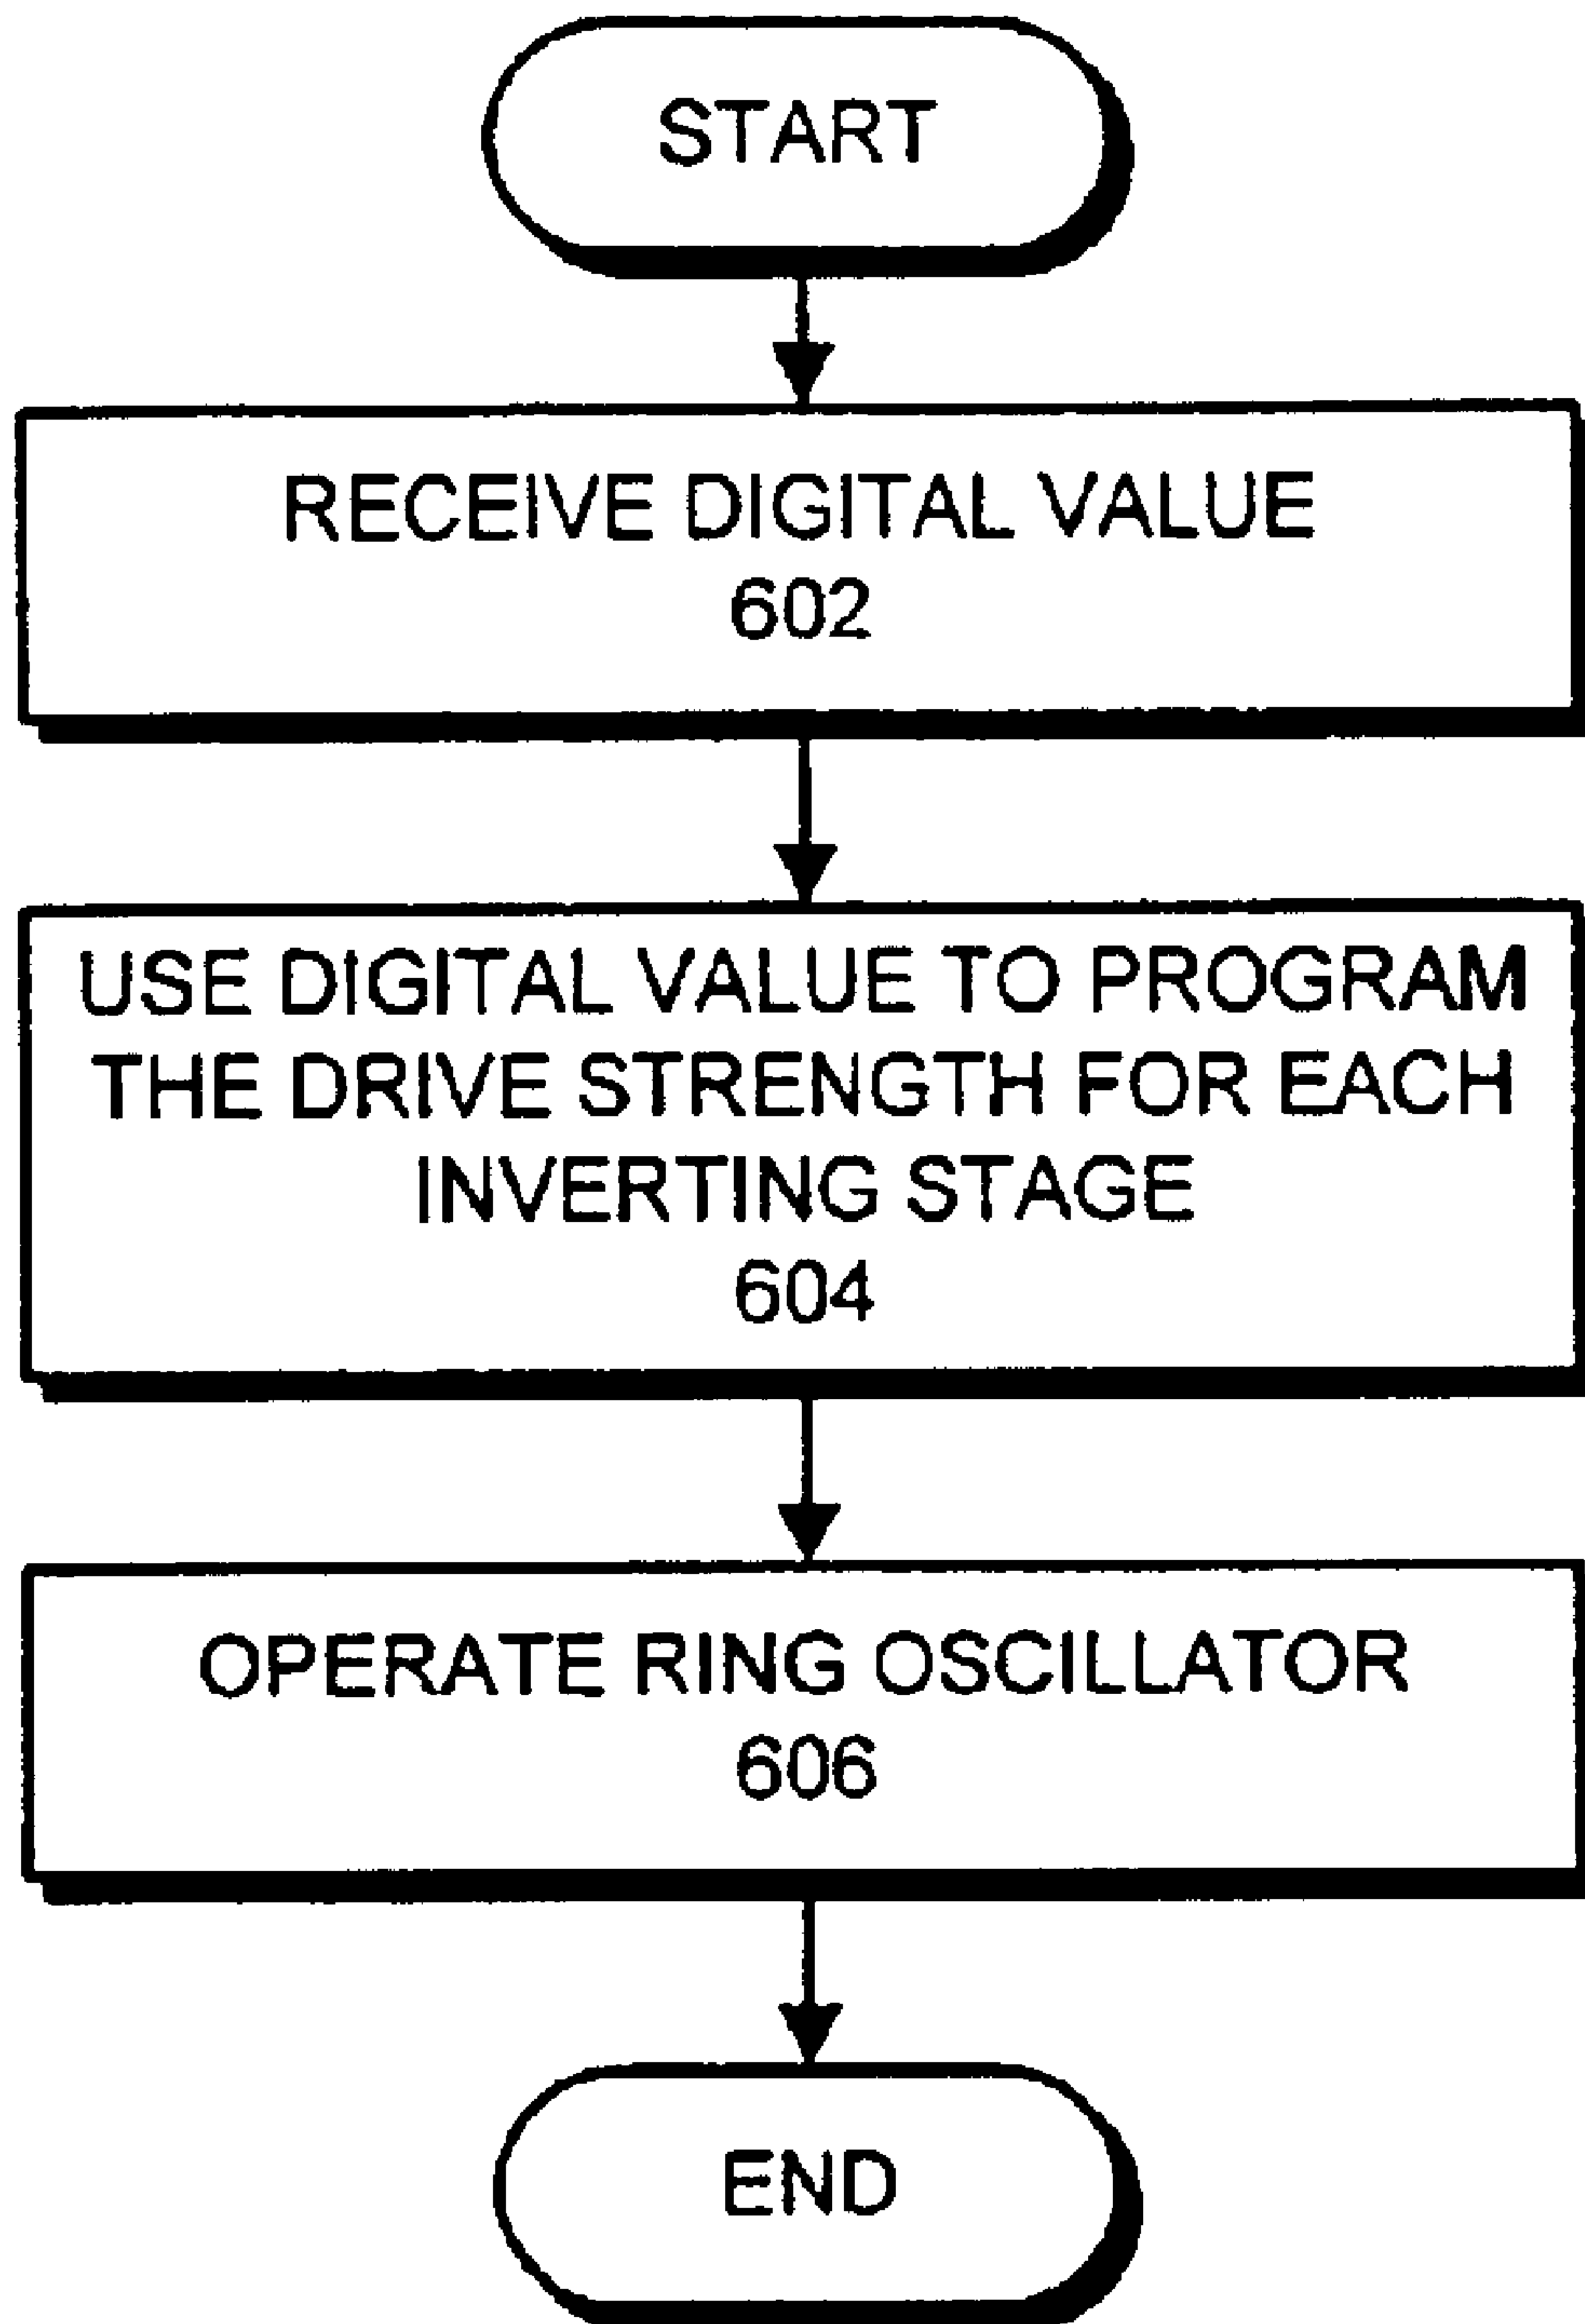 START
RECEIVE DIGITAL VALUE
602
USE DIGITAL VALUE TO PROGRAM
THE DRIVE STRENGTH FOR EACH
INVERTING STAGE
604
OPERATE RING OSCILLATOR
606
END